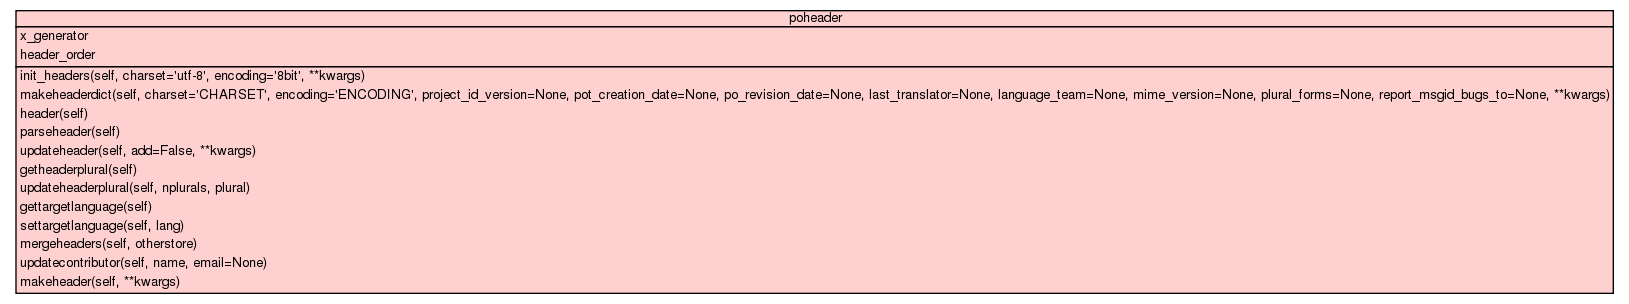 poheader
x_generator
header_order
init_headers(self, charset='utf-8', encoding='8bit', **kwargs)
makeheaderdict(self, charset='CHARSET', encoding='ENCODING', project_id_version=None, pot_creation_date=None, po_revision_date=None, last_translator=None, language_team=None, mime_version=None, plural_forms=None, report_msgid_bugs_to=None, **kwargs)
header(self)
parseheader(self)
updateheader(self, add=False, **kwargs)
getheaderplural(self)
updateheaderplural(self, nplurals, plural)
gettargetlanguage(self)
settargetlanguage(self, lang)
mergeheaders(self, otherstore)
updatecontributor(self, name, email=None)
makeheader(self, **kwargs)